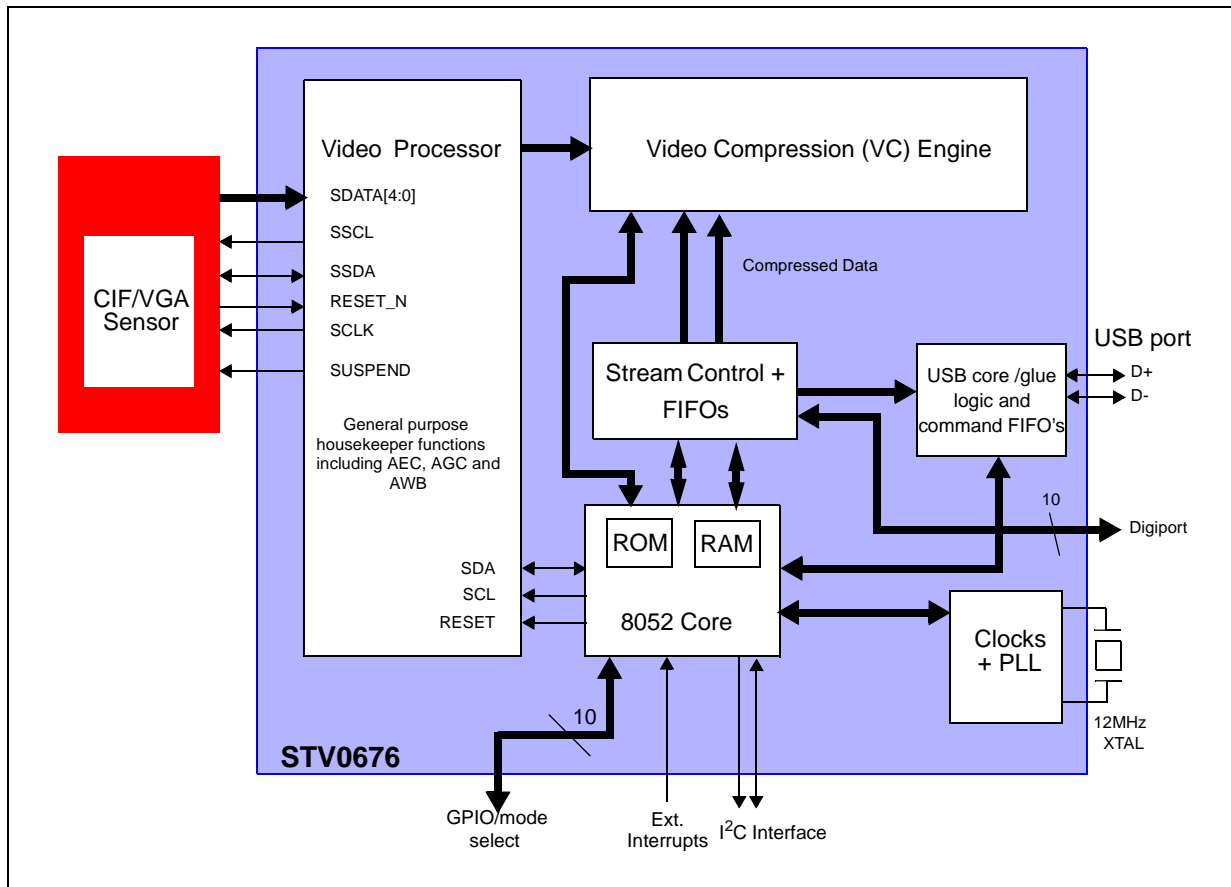 Video Processor
Video Compression (VC) Engine
SDATA[4:0]
SSCL
SSDA
RESET_N
SCLK
SUSPEND
CIF/VGA
Sensor
General purpose
housekeeper functions
including AEC, AGC and
AWB
Compressed Data
Stream Control +
FIFOs
USB core /glue
logic and
command FIFO's
USB port
D+
D-
10
Digiport
ROM
RAM
8052 Core
SDA
SCL
RESET
Clocks
+ PLL
12MHz
XTAL
10
STV0676
GPIO/mode
select
Ext.
Interrupts
I2C Interface